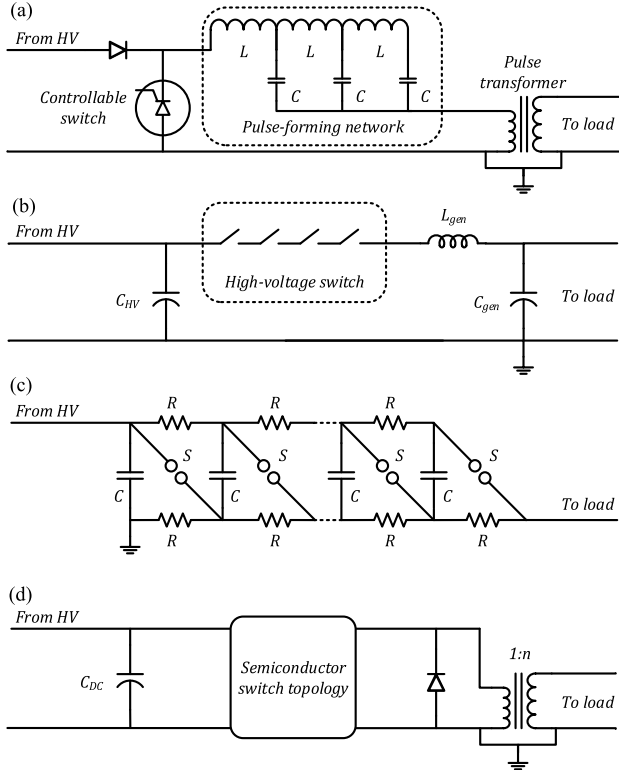 (a)
From HV
L
L
L
Controllable
switch
C
C
C
Pulse-forming network
Pulse
transformer
To load
(b)
From HV
L_gen
C_HV
High-voltage switch
C_gen
To load
(c)
From HV
R
R
R
S
S
S
C
C
C
C
To load
R
R
R
R
(d)
From HV
C_DC
Semiconductor
switch topology
1:n
To load